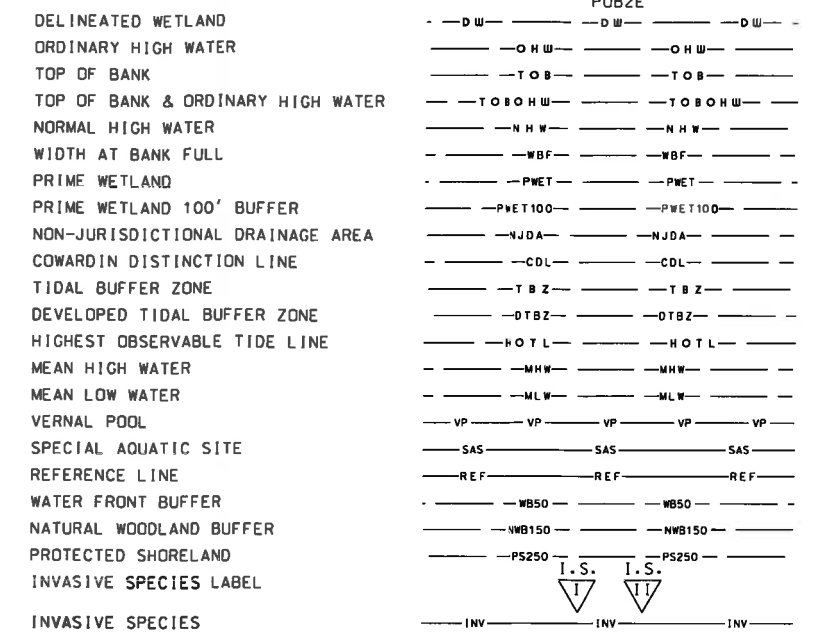 PUB2E
DELINEATED WETLAND DW DW DW
ORDINARY HIGH WATER OHW OHW
TOP OF BANK TOB TOB
TOP OF BANK & ORDINARY HIGH WATER TOBOHW TOBOHW
NORMAL HIGH WATER NHW NHW
WIDTH AT BANK FULL WBF WBF
PRIME WETLAND PWET PWET
PRIME WETLAND 100' BUFFER PWET100 PWET100
NON-JURISDICTIONAL DRAINAGE AREA NJDA NJDA
COWARDIN DISTINCTION LINE CDL CDL
TIDAL BUFFER ZONE TBZ TBZ
DEVELOPED TIDAL BUFFER ZONE DTBZ DTBZ
HIGHEST OBSERVABLE TIDE LINE HOTL HOTL
MEAN HIGH WATER MHW MHW
MEAN LOW WATER MLW MLW
VERNAL POOL VP VP VP VP VP
SPECIAL AQUATIC SITE SAS SAS SAS
REFERENCE LINE REF REF REF
WATER FRONT BUFFER WB50 WB50
NATURAL WOODLAND BUFFER NWB150 NWB150
PROTECTED SHORELAND PS250 PS250
I.S. I.S.
INVASIVE SPECIES LABEL I II
INVASIVE SPECIES INV INV INV